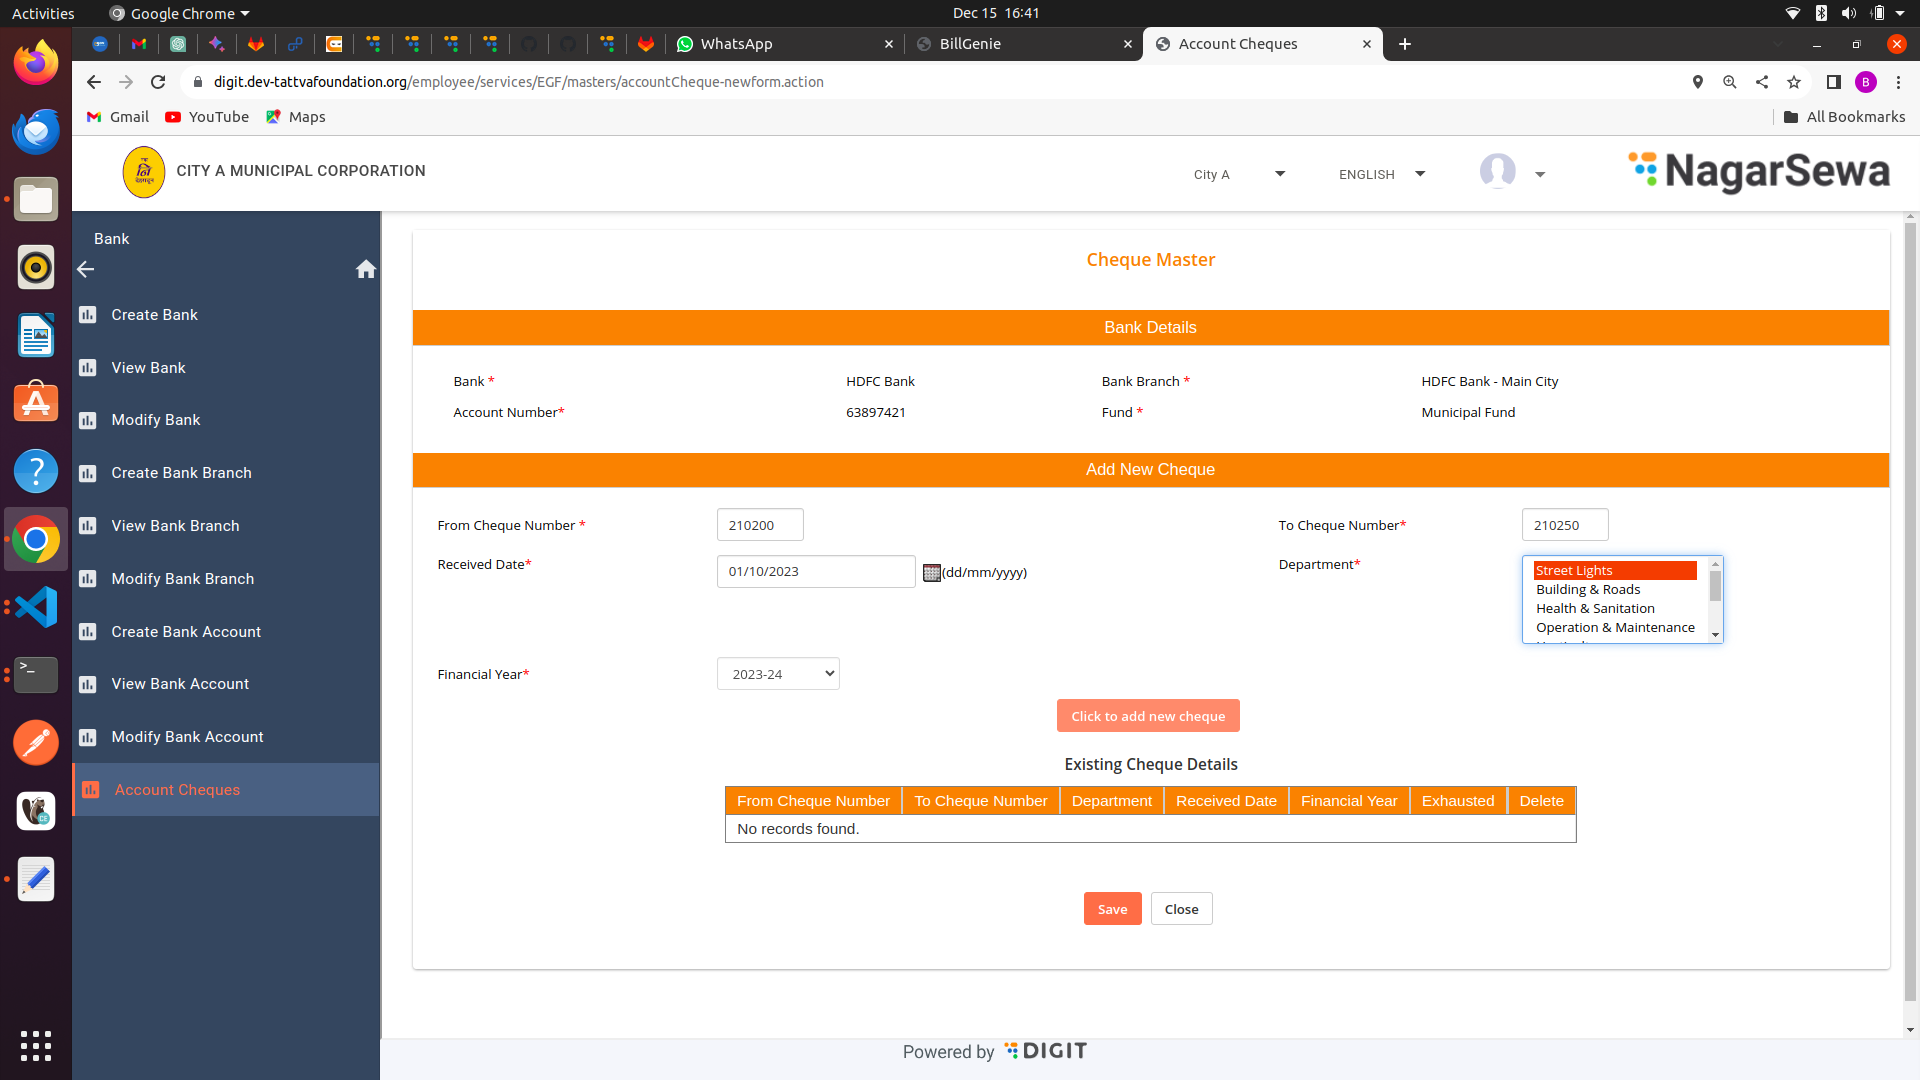 Activities
Google Chrome
Dec 15 16:41
WhatsApp
BillGenie
Account Cheques
digit.dev-tattvafoundation.org/employee/services/EGF/masters/accountCheque-newform.action
B
Gmail
YouTube
Maps
All Bookmarks
CITY A MUNICIPAL CORPORATION
City A
ENGLISH
NagarSewa
Bank
Create Bank
View Bank
Modify Bank
Create Bank Branch
View Bank Branch
Modify Bank Branch
Create Bank Account
View Bank Account
Modify Bank Account
Account Cheques
Cheque Master
Bank Details
Bank * HDFC Bank Bank Branch * HDFC Bank - Main City
Account Number* 63897421 Fund * Municipal Fund
Add New Cheque
From Cheque Number * 210200 To Cheque Number* 210250
Received Date* 01/10/2023 (dd/mm/yyyy) Department* Street Lights
Building & Roads
Health & Sanitation
Operation & Maintenance
Financial Year* 2023-24
Click to add new cheque
Existing Cheque Details
From Cheque Number To Cheque Number Department Received Date Financial Year Exhausted Delete
No records found.
Save Close
Powered by DIGIT